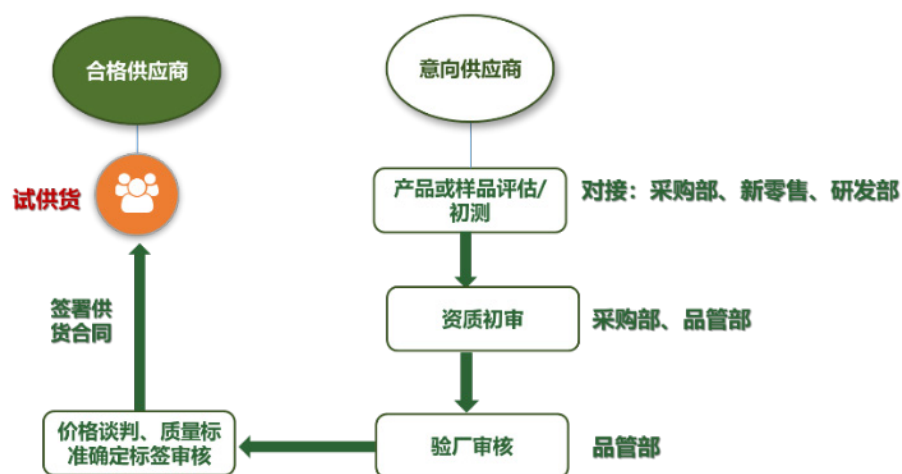 合格供应商
意向供应商
试供货
产品或样品评估/
初测
对接：采购部、新零售、研发部
签署供
货合同
资质初审
采购部、品管部
价格谈判、质量标
准确定标签审核
验厂审核
品管部